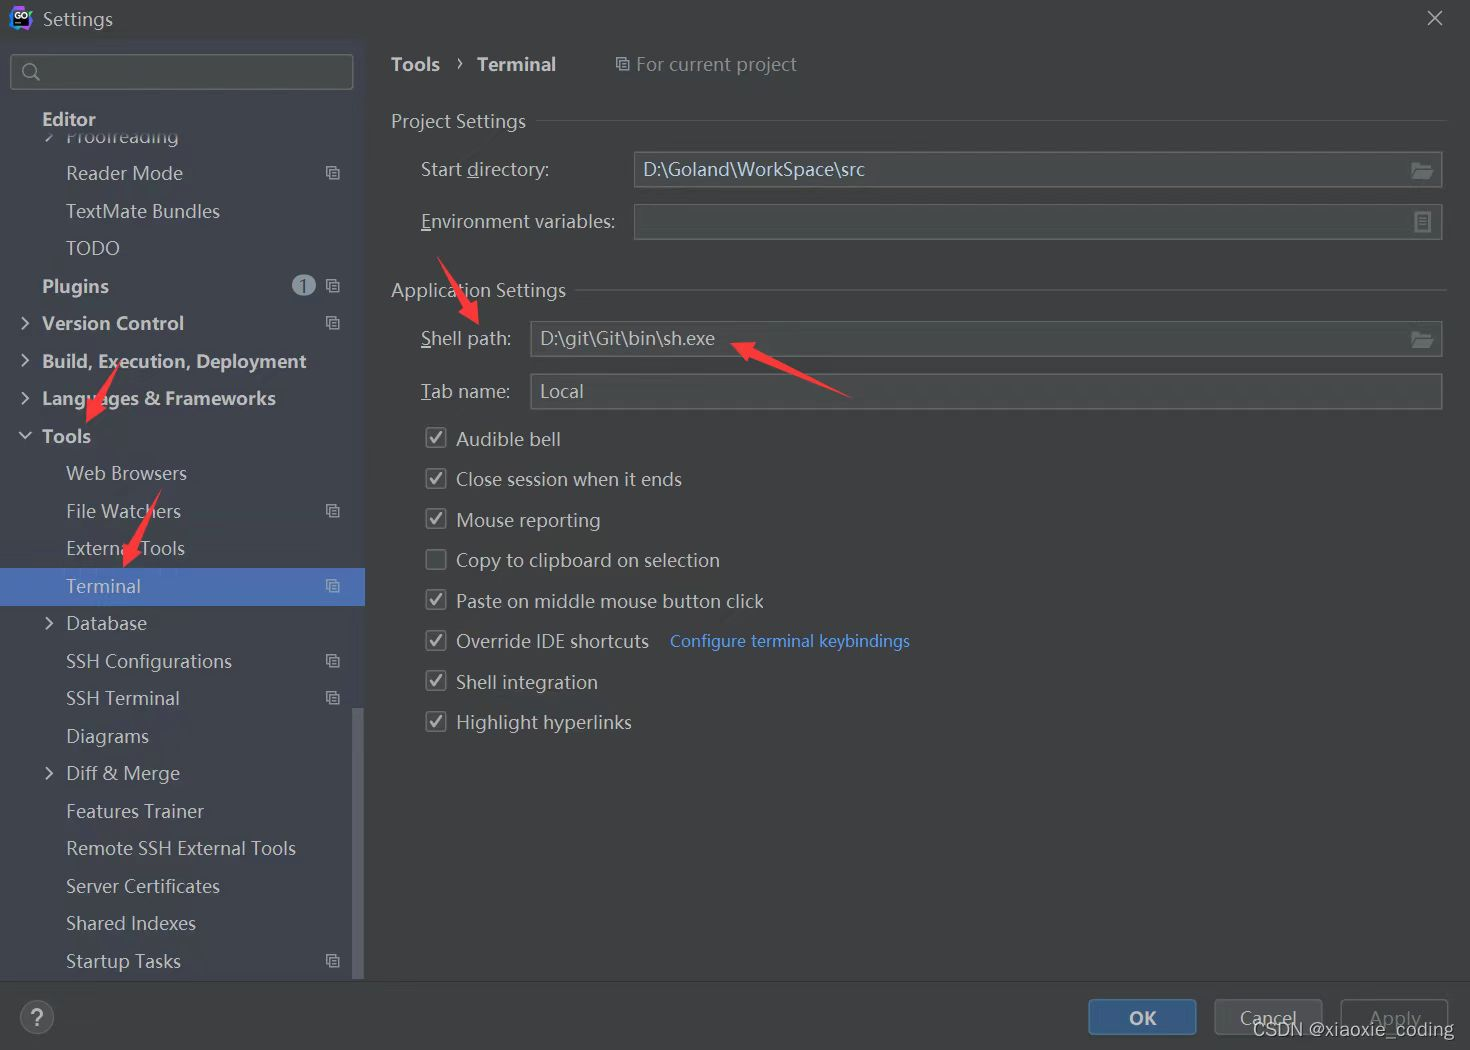 GO
Settings
Editor
Proofreading
Reader Mode
TextMate Bundles
TODO
Plugins 1
Version Control
Build, Execution, Deployment
Languages & Frameworks
Tools
Web Browsers
File Watchers
External Tools
Terminal
Database
SSH Configurations
SSH Terminal
Diagrams
Diff & Merge
Features Trainer
Remote SSH External Tools
Server Certificates
Shared Indexes
Startup Tasks
Tools › Terminal For current project
Project Settings
Start directory: D:\Goland\WorkSpace\src
Environment variables:
Application Settings
Shell path: D:\git\Git\bin\sh.exe
Tab name: Local
Audible bell
Close session when it ends
Mouse reporting
Copy to clipboard on selection
Paste on middle mouse button click
Override IDE shortcuts Configure terminal keybindings
Shell integration
Highlight hyperlinks
?
OK Cancel Apply
CSDN @xiaoxie_coding